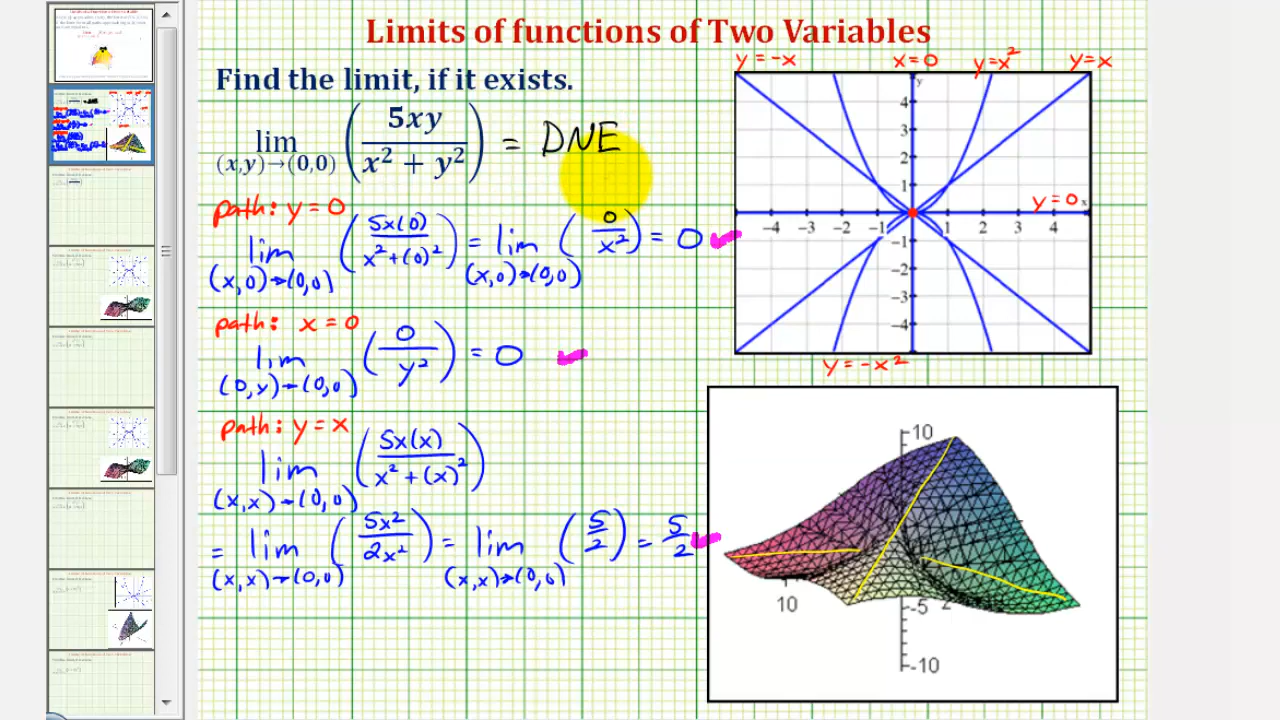 Limits of functions of Two Variables
Find the limit, if it exists.
lim (x,y)→(0,0) (5xy / x² + y²) = DNE
path: y = 0
lim (x,0)→(0,0) (5x(0) / x² + (0)²) = lim (x,0)→(0,0) (0 / x²) = 0
path: x = 0
lim (0,y)→(0,0) (0 / y²) = 0
path: y = x
lim (x,x)→(0,0) (5x(x) / x² + (x)²)
= lim (x,x)→(0,0) (5x² / 2x²) = lim (x,x)→(0,0) (5/2) = 5/2
y = -x x = 0 y = x² y = x
y
4
3
2
1
y = 0 x
-4 -3 -2 -1 1 2 3 4
-1
-2
-3
-4
y = -x²
10
10
-5 2
-10